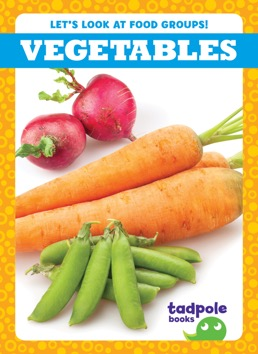 LET'S LOOK AT FOOD GROUPS!
VEGETABLES
tadpole
books